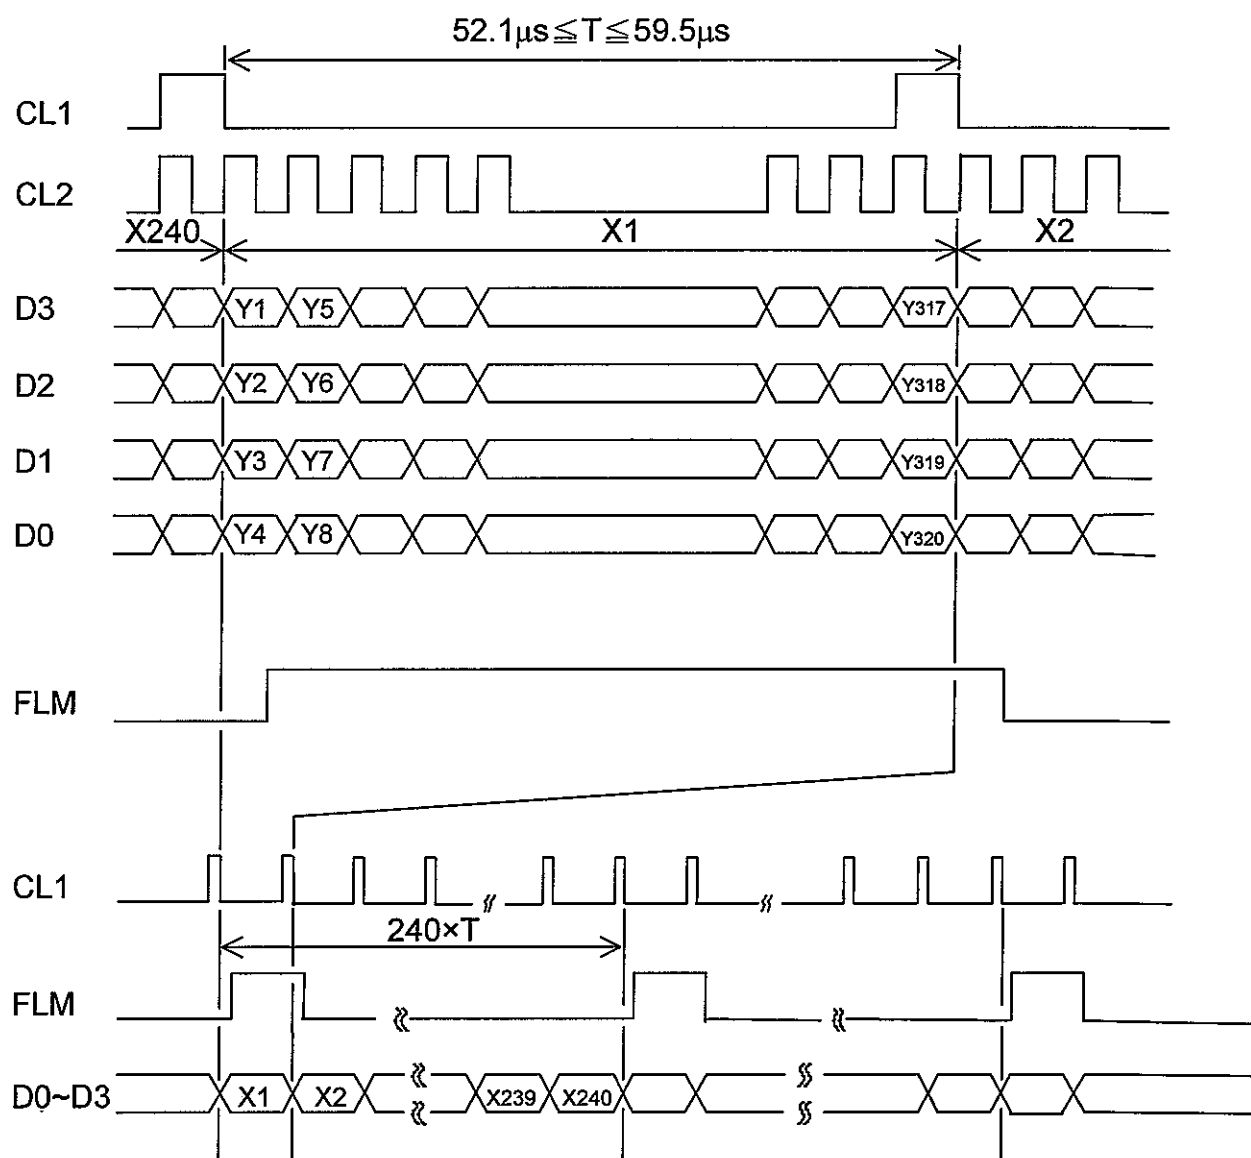 52.1μs≦T≦59.5μs
CL1
CL2
X240 X1 X2
D3 Y1 Y5 Y317
D2 Y2 Y6 Y318
D1 Y3 Y7 Y319
D0 Y4 Y8 Y320
FLM
CL1
240×T
FLM
D0~D3 X1 X2 X239 X240